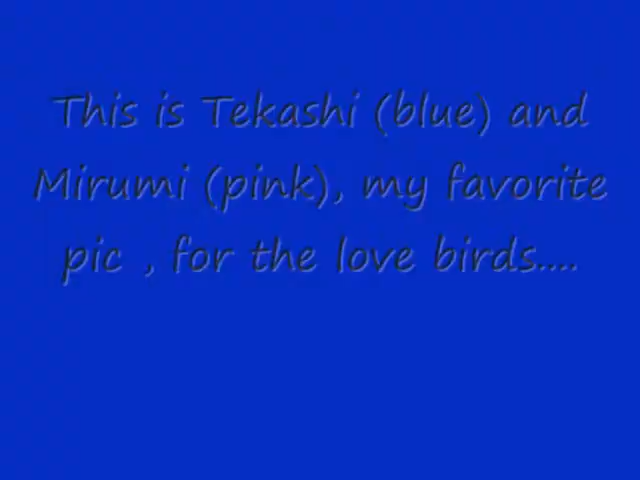 This is Tekashi (blue) and
Mirumi (pink), my favorite
pic , for the love birds....